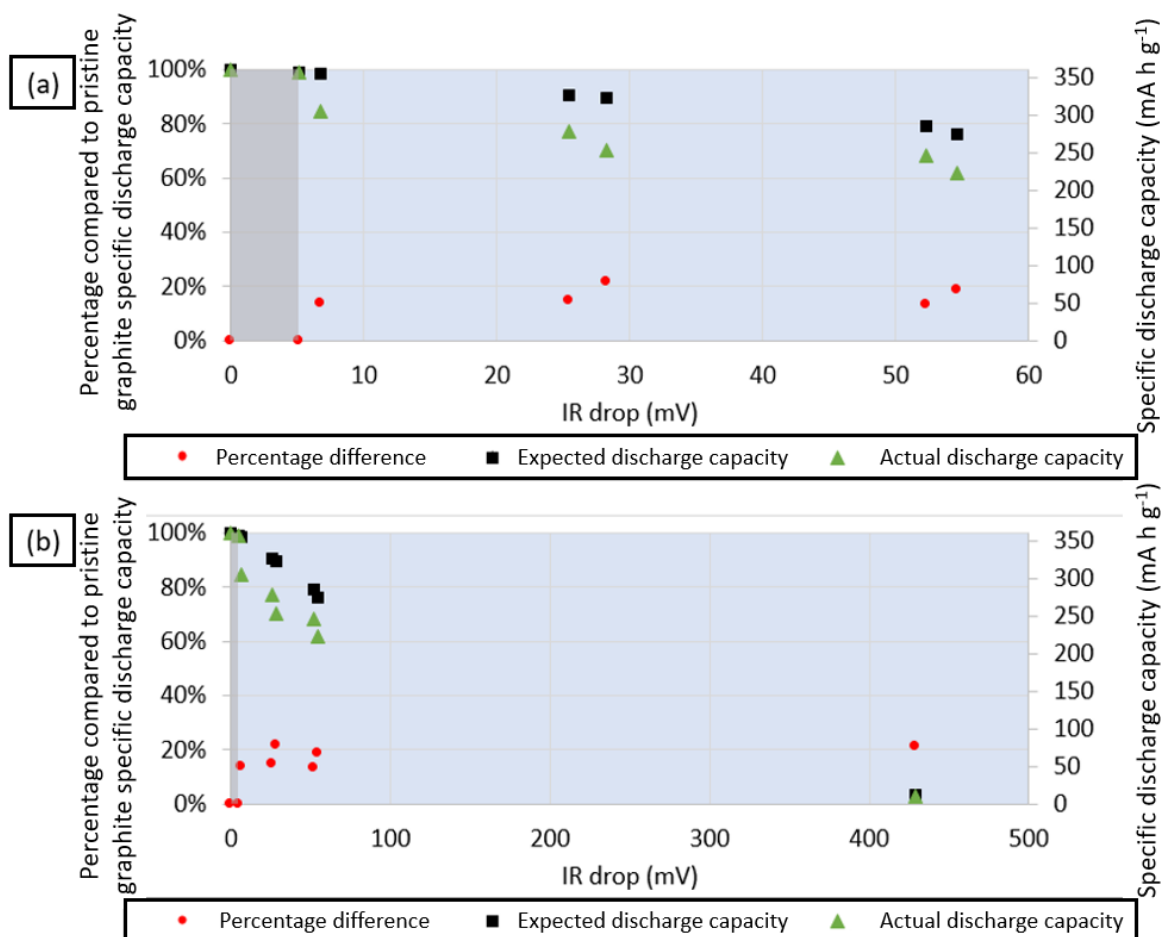 (a)
Percentage compared to pristine
graphite specific discharge capacity
100%
80%
60%
40%
20%
0%
350
300
250
200
150
100
50
0
Specific discharge capacity (mA h g⁻¹)
0 10 20 30 40 50 60
IR drop (mV)
Percentage difference Expected discharge capacity Actual discharge capacity
(b)
Percentage compared to pristine
graphite specific discharge capacity
100%
80%
60%
40%
20%
0%
350
300
250
200
150
100
50
0
Specific discharge capacity (mA h g⁻¹)
0 100 200 300 400 500
IR drop (mV)
Percentage difference Expected discharge capacity Actual discharge capacity